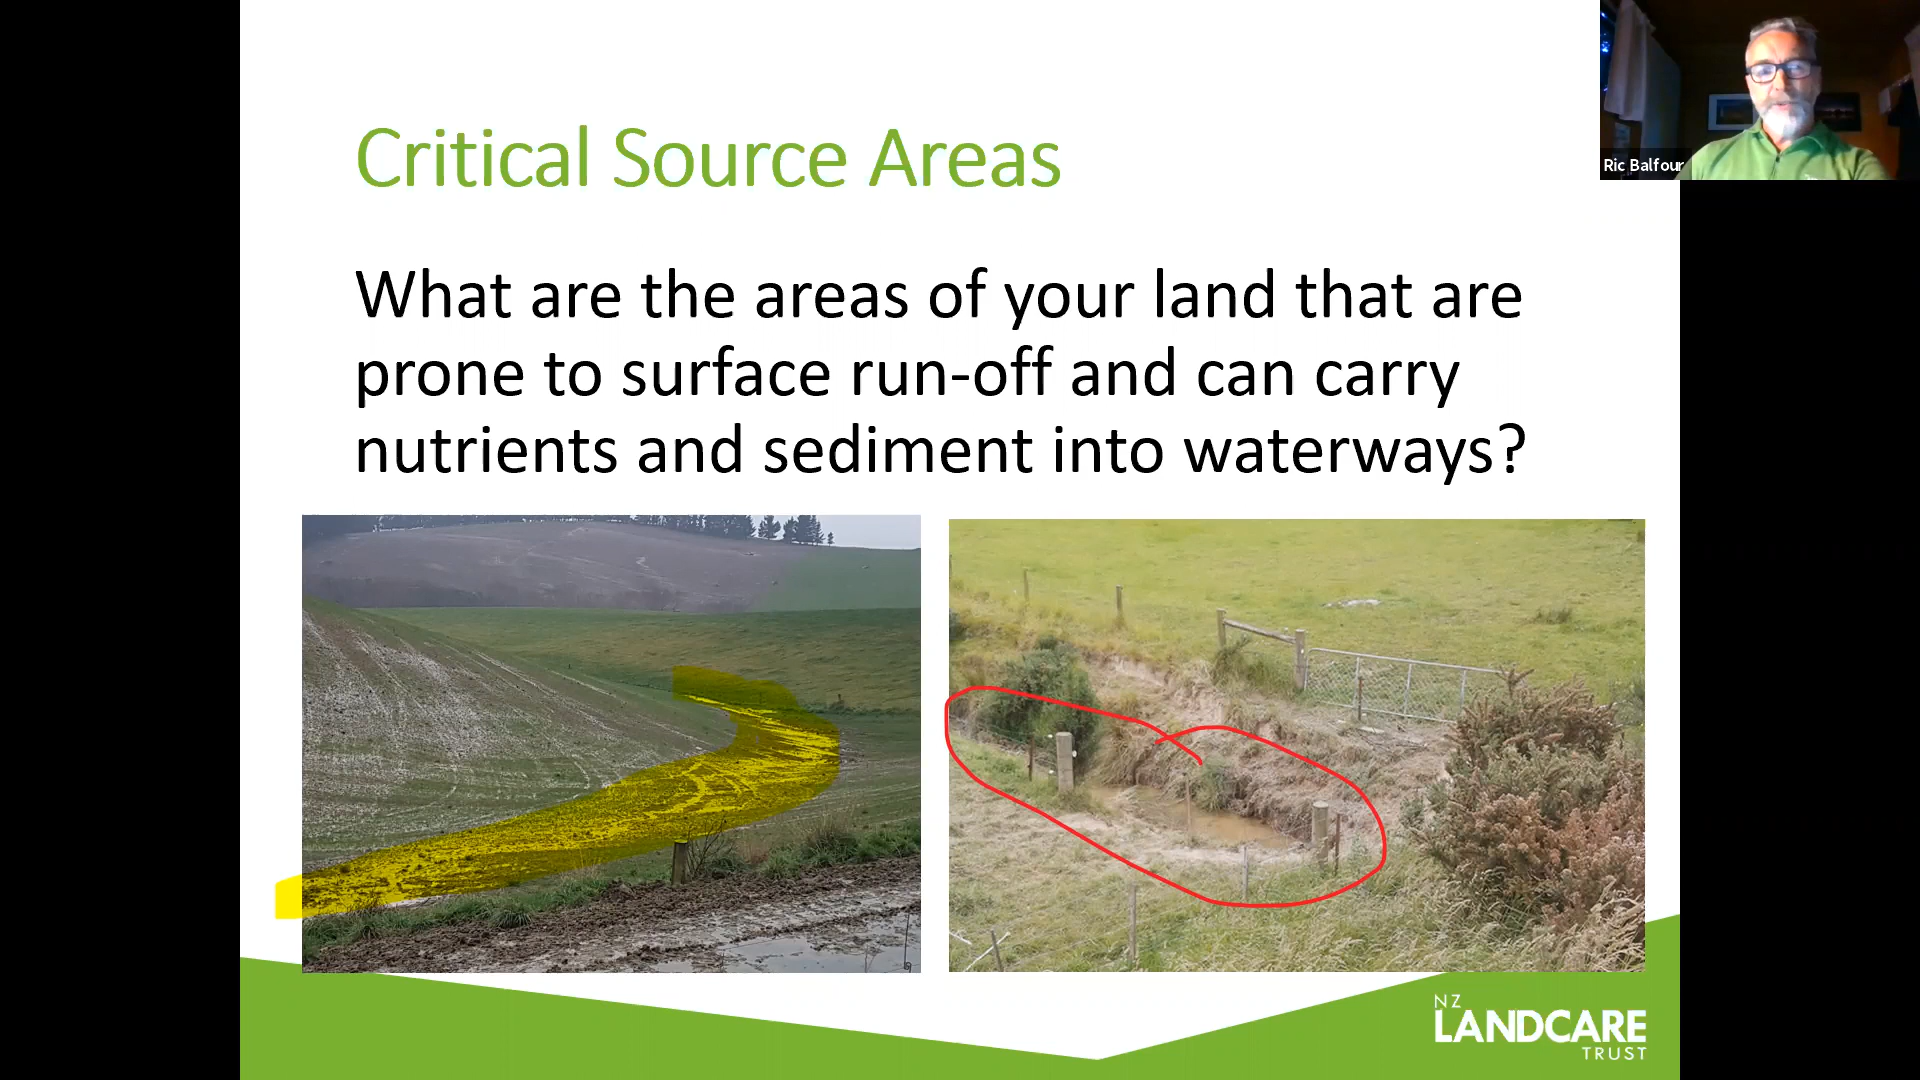 Critical Source Areas
Ric Balfour
What are the areas of your land that are
prone to surface run-off and can carry
nutrients and sediment into waterways?
NZ
LANDCARE
TRUST